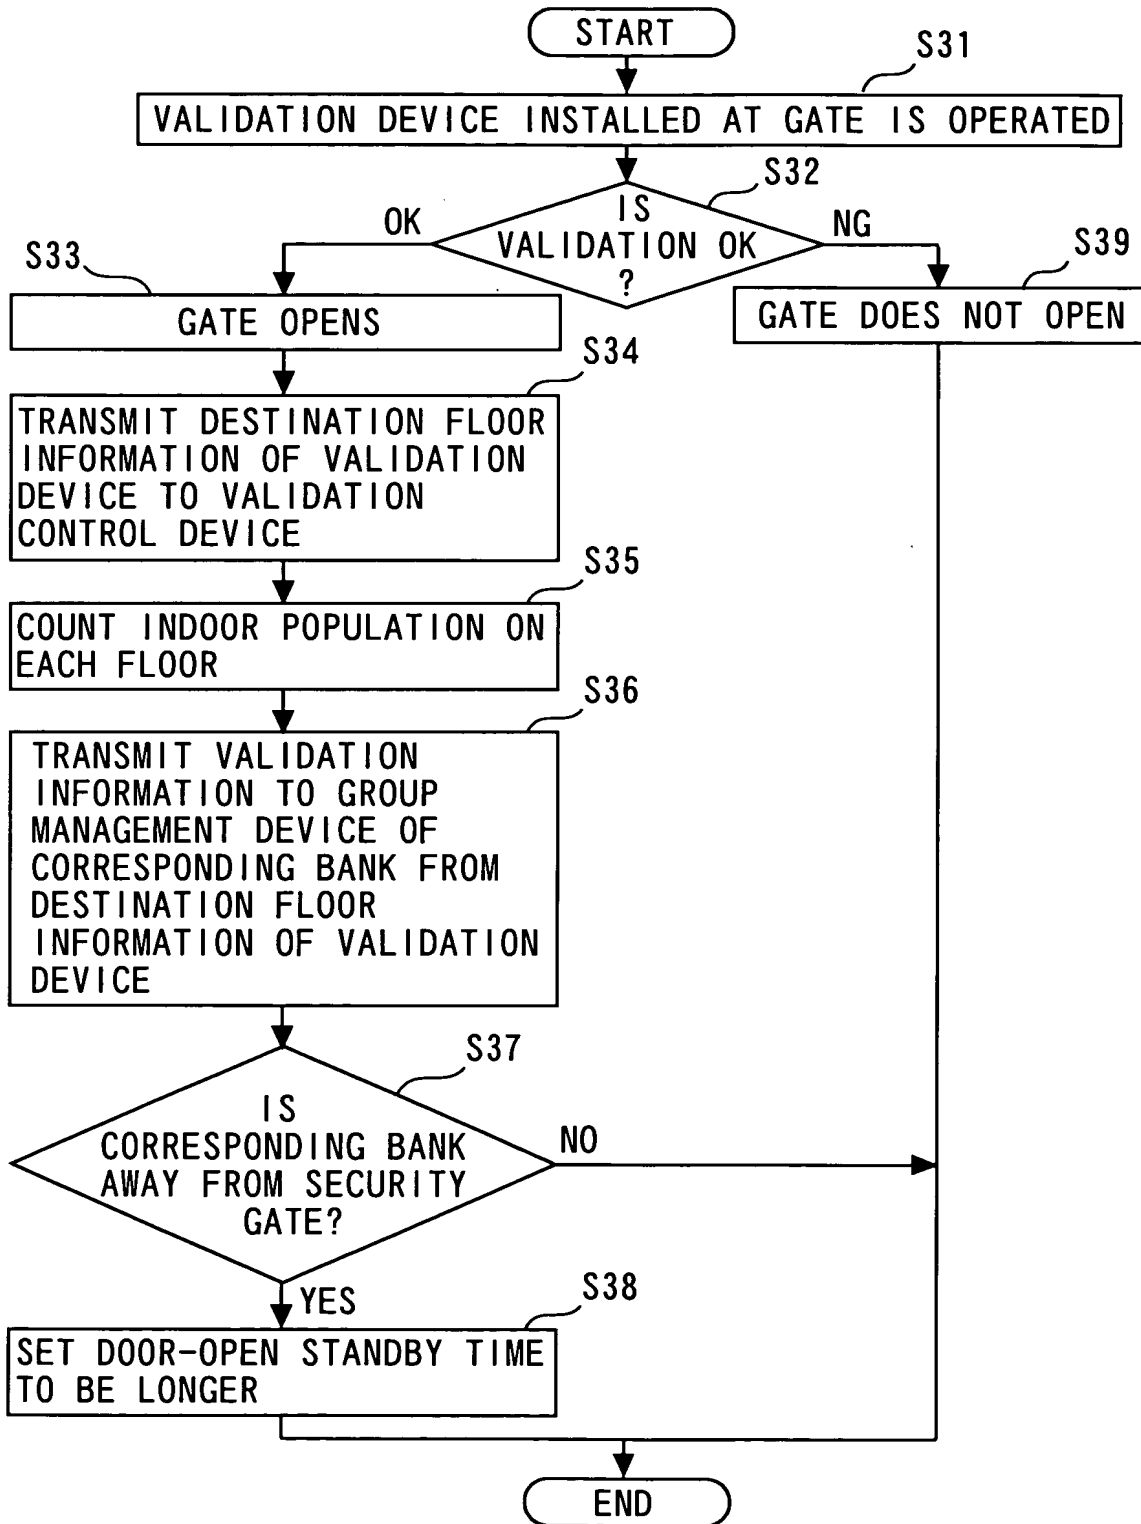 START
S31
VALIDATION DEVICE INSTALLED AT GATE IS OPERATED
S32
IS
VALIDATION OK
?
OK
NG
S33
GATE OPENS
S39
GATE DOES NOT OPEN
S34
TRANSMIT DESTINATION FLOOR
INFORMATION OF VALIDATION
DEVICE TO VALIDATION
CONTROL DEVICE
S35
COUNT INDOOR POPULATION ON
EACH FLOOR
S36
TRANSMIT VALIDATION
INFORMATION TO GROUP
MANAGEMENT DEVICE OF
CORRESPONDING BANK FROM
DESTINATION FLOOR
INFORMATION OF VALIDATION
DEVICE
S37
IS
CORRESPONDING BANK
AWAY FROM SECURITY
GATE?
NO
YES
S38
SET DOOR-OPEN STANDBY TIME
TO BE LONGER
END